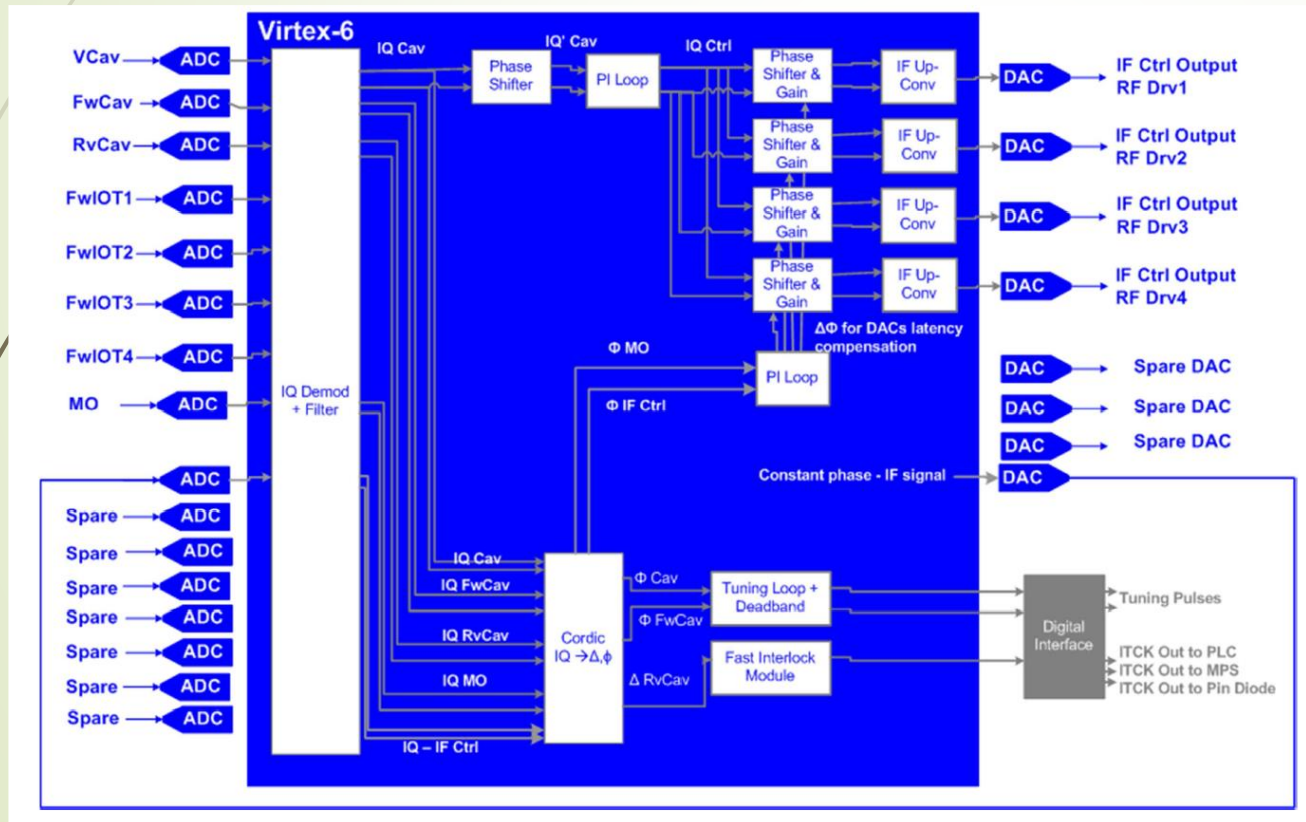 Virtex-6
VCav
ADC
FwCav
ADC
RvCav
ADC
FwIOT1
ADC
FwIOT2
ADC
FwIOT3
ADC
FwIOT4
ADC
MO
ADC
ADC
Spare
ADC
Spare
ADC
Spare
ADC
Spare
ADC
Spare
ADC
Spare
ADC
Spare
ADC
IQ Demod
+ Filter
IQ Cav
Phase
Shifter
IQ' Cav
PI Loop
IQ Ctrl
Phase
Shifter &
Gain
IF Up-
Conv
DAC
IF Ctrl Output
RF Drv1
Phase
Shifter &
Gain
IF Up-
Conv
DAC
IF Ctrl Output
RF Drv2
Phase
Shifter &
Gain
IF Up-
Conv
DAC
IF Ctrl Output
RF Drv3
Phase
Shifter &
Gain
IF Up-
Conv
DAC
IF Ctrl Output
RF Drv4
ΔΦ for DACs latency
compensation
Φ MO
PI Loop
Φ IF Ctrl
DAC
Spare DAC
DAC
Spare DAC
DAC
Spare DAC
Constant phase - IF signal
DAC
IQ Cav
IQ FwCav
IQ RvCav
IQ MO
IQ – IF Ctrl
Cordic
IQ →Δ,ϕ
Φ Cav
Φ FwCav
Δ RvCav
Tuning Loop +
Deadband
Fast Interlock
Module
Digital
Interface
Tuning Pulses
ITCK Out to PLC
ITCK Out to MPS
ITCK Out to Pin Diode